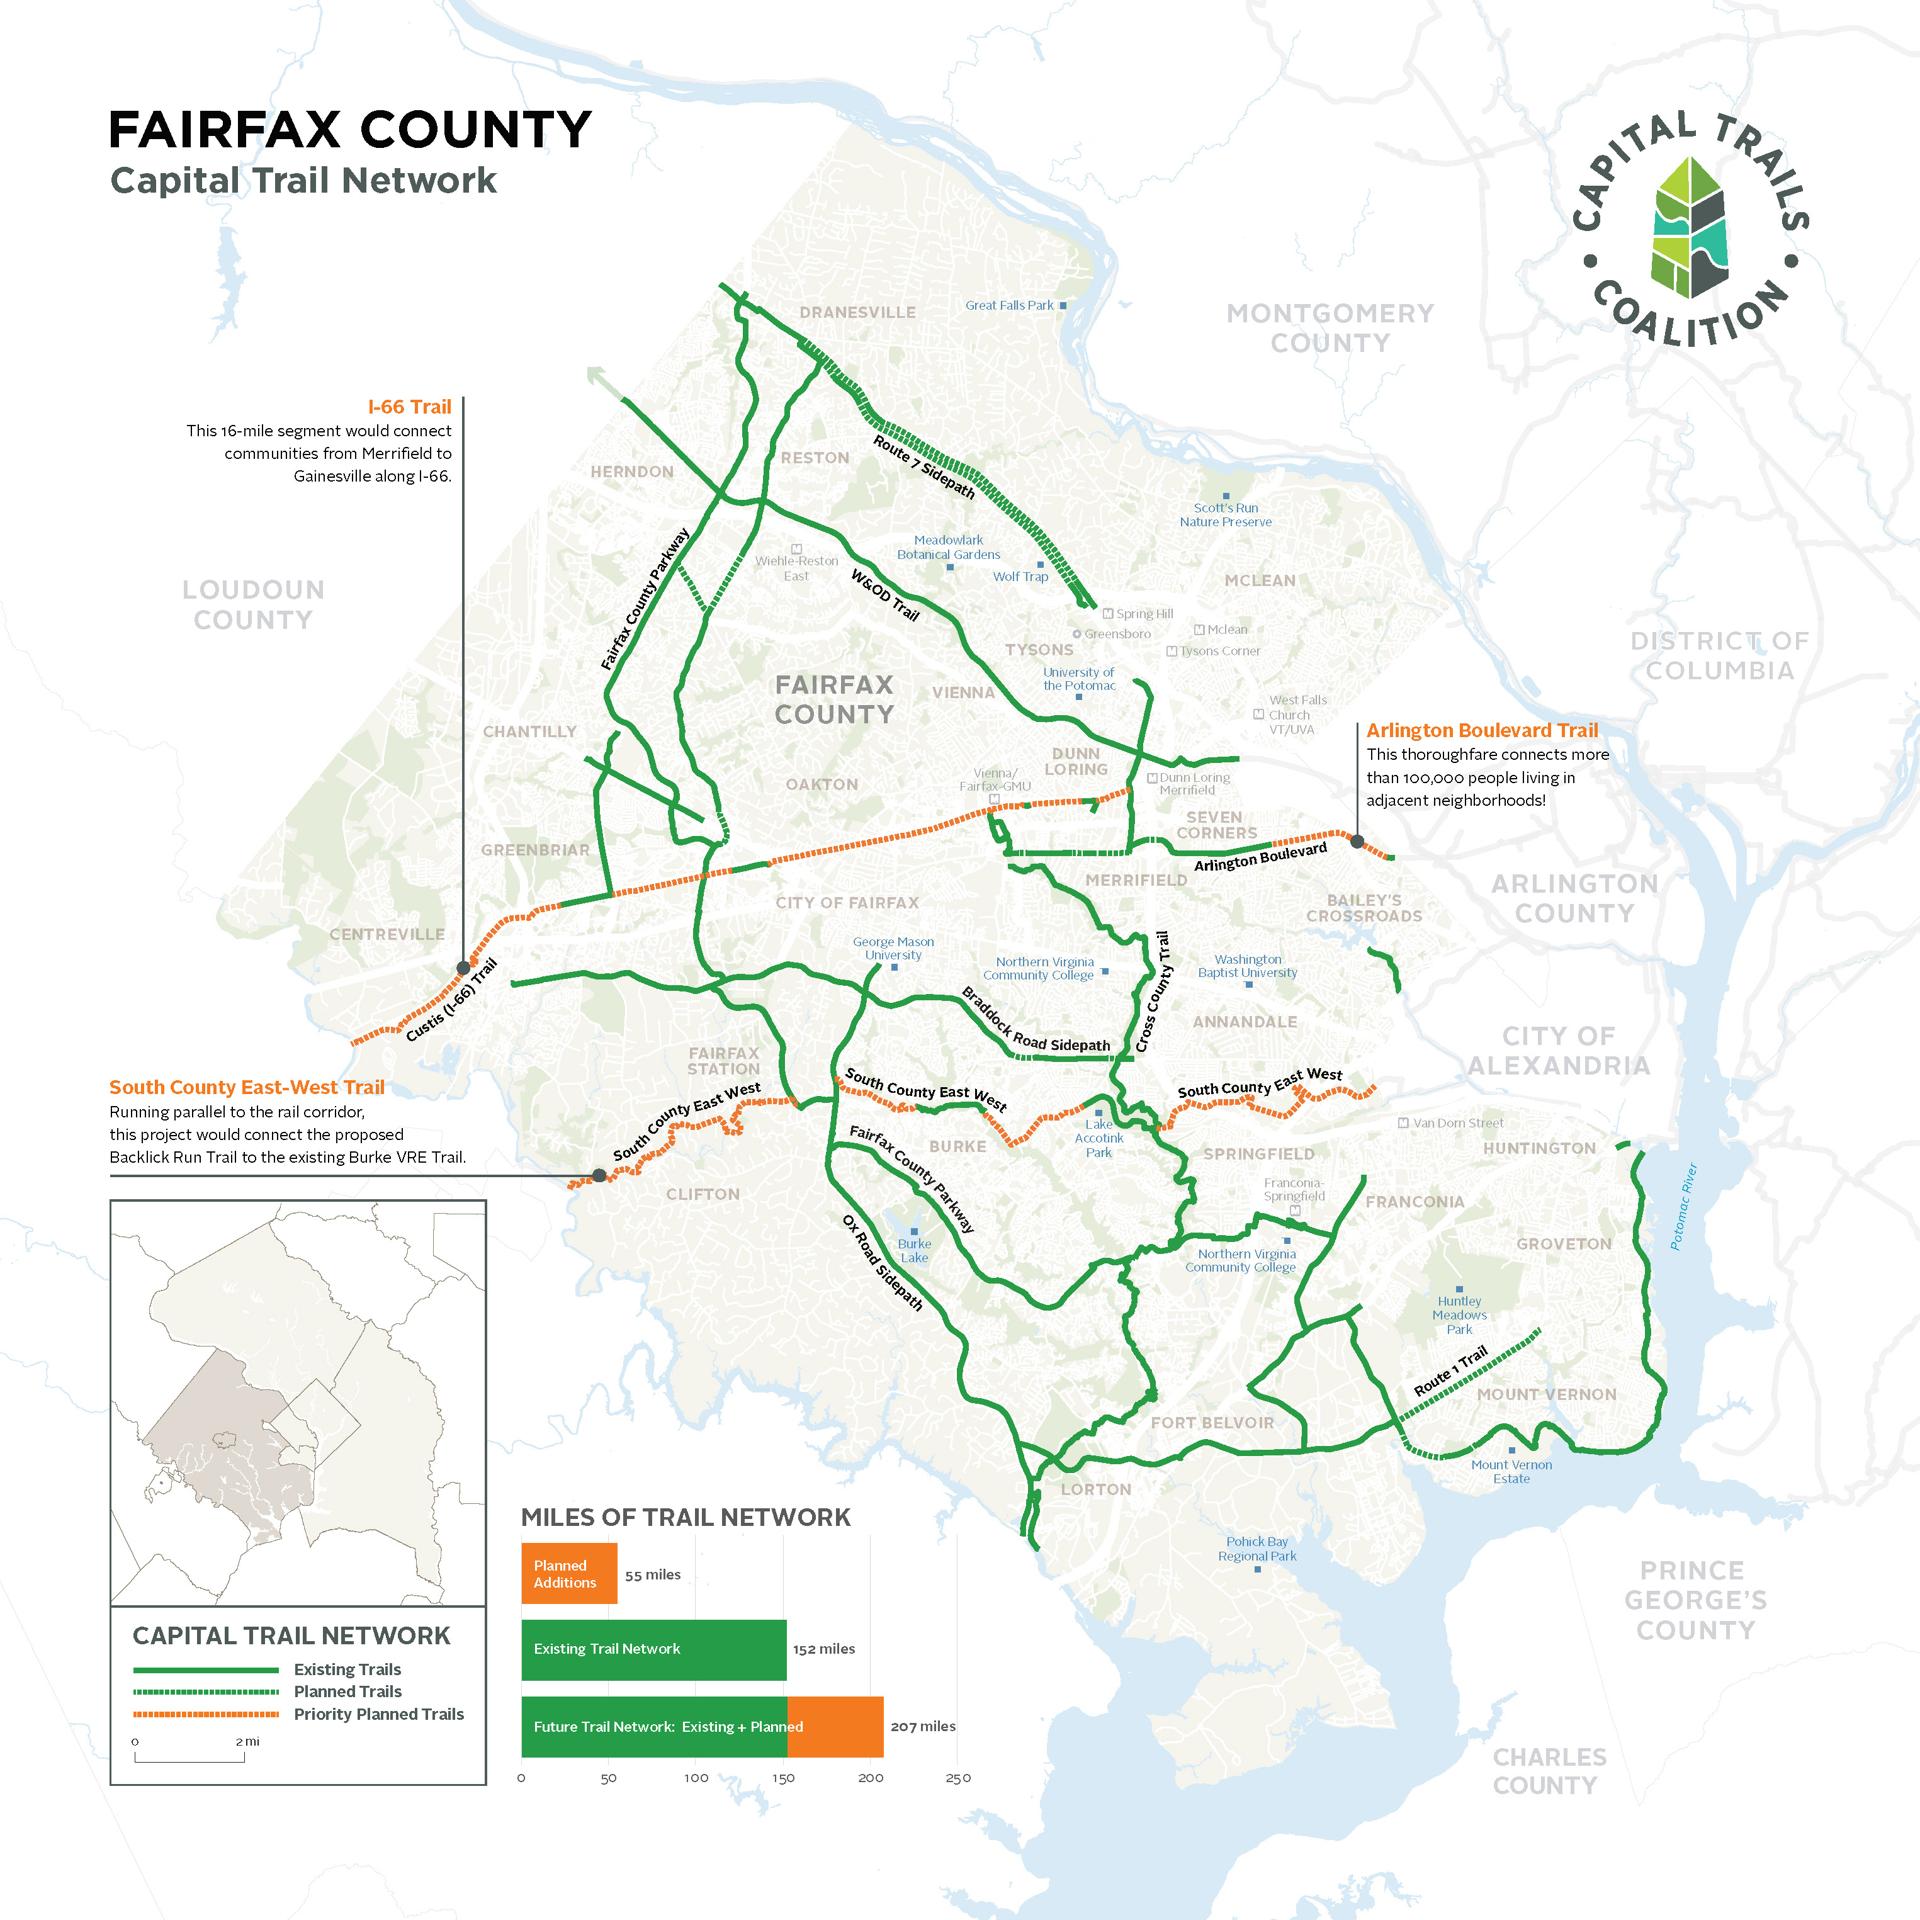 FAIRFAX COUNTY
Capital Trail Network
CAPITAL TRAILS
• COALITION •
DRANESVILLE
Great Falls Park
MONTGOMERY
COUNTY
I-66 Trail
This 16-mile segment would connect
communities from Merrifield to
Gainesville along I-66.
HERNDON
RESTON
Route 7 Sidepath
Scott's Run
Nature Preserve
Meadowlark
Botanical Gardens
Wolf Trap
Wiehle-Reston
East
Fairfax County Parkway
W&OD Trail
MCLEAN
LOUDOUN
COUNTY
M Spring Hill
Greensboro
M Mclean
M Tysons Corner
TYSONS
DISTRICT OF
COLUMBIA
University of
the Potomac
FAIRFAX
COUNTY
VIENNA
West Falls
Church
VT/UVA
CHANTILLY
Arlington Boulevard Trail
This thoroughfare connects more
than 100,000 people living in
adjacent neighborhoods!
DUNN
LORING
OAKTON
Vienna/
Fairfax-GMU
M Dunn Loring
Merrifield
SEVEN
CORNERS
GREENBRIAR
Arlington Boulevard
MERRIFIELD
ARLINGTON
COUNTY
CITY OF FAIRFAX
BAILEY'S
CROSSROADS
CENTREVILLE
George Mason
University
Northern Virginia
Community College
Washington
Baptist University
Custis (I-66) Trail
Cross County Trail
Braddock Road Sidepath
ANNANDALE
CITY OF
ALEXANDRIA
FAIRFAX
STATION
South County East-West Trail
Running parallel to the rail corridor,
this project would connect the proposed
Backlick Run Trail to the existing Burke VRE Trail.
South County East West
South County East West
South County East West
Lake
Accotink
Park
M Van Dorn Street
BURKE
Fairfax County Parkway
SPRINGFIELD
HUNTINGTON
CLIFTON
Franconia-
Springfield
FRANCONIA
Potomac River
Ox Road Sidepath
Burke
Lake
Northern Virginia
Community College
GROVETON
Huntley
Meadows
Park
Route 1 Trail
MOUNT VERNON
FORT BELVOIR
Mount Vernon
Estate
LORTON
Pohick Bay
Regional Park
PRINCE
GEORGE'S
COUNTY
CHARLES
COUNTY
MILES OF TRAIL NETWORK
Planned
Additions
55 miles
Existing Trail Network
152 miles
Future Trail Network: Existing + Planned
207 miles
0 50 100 150 200 250
CAPITAL TRAIL NETWORK
Existing Trails
Planned Trails
Priority Planned Trails
0 2 mi